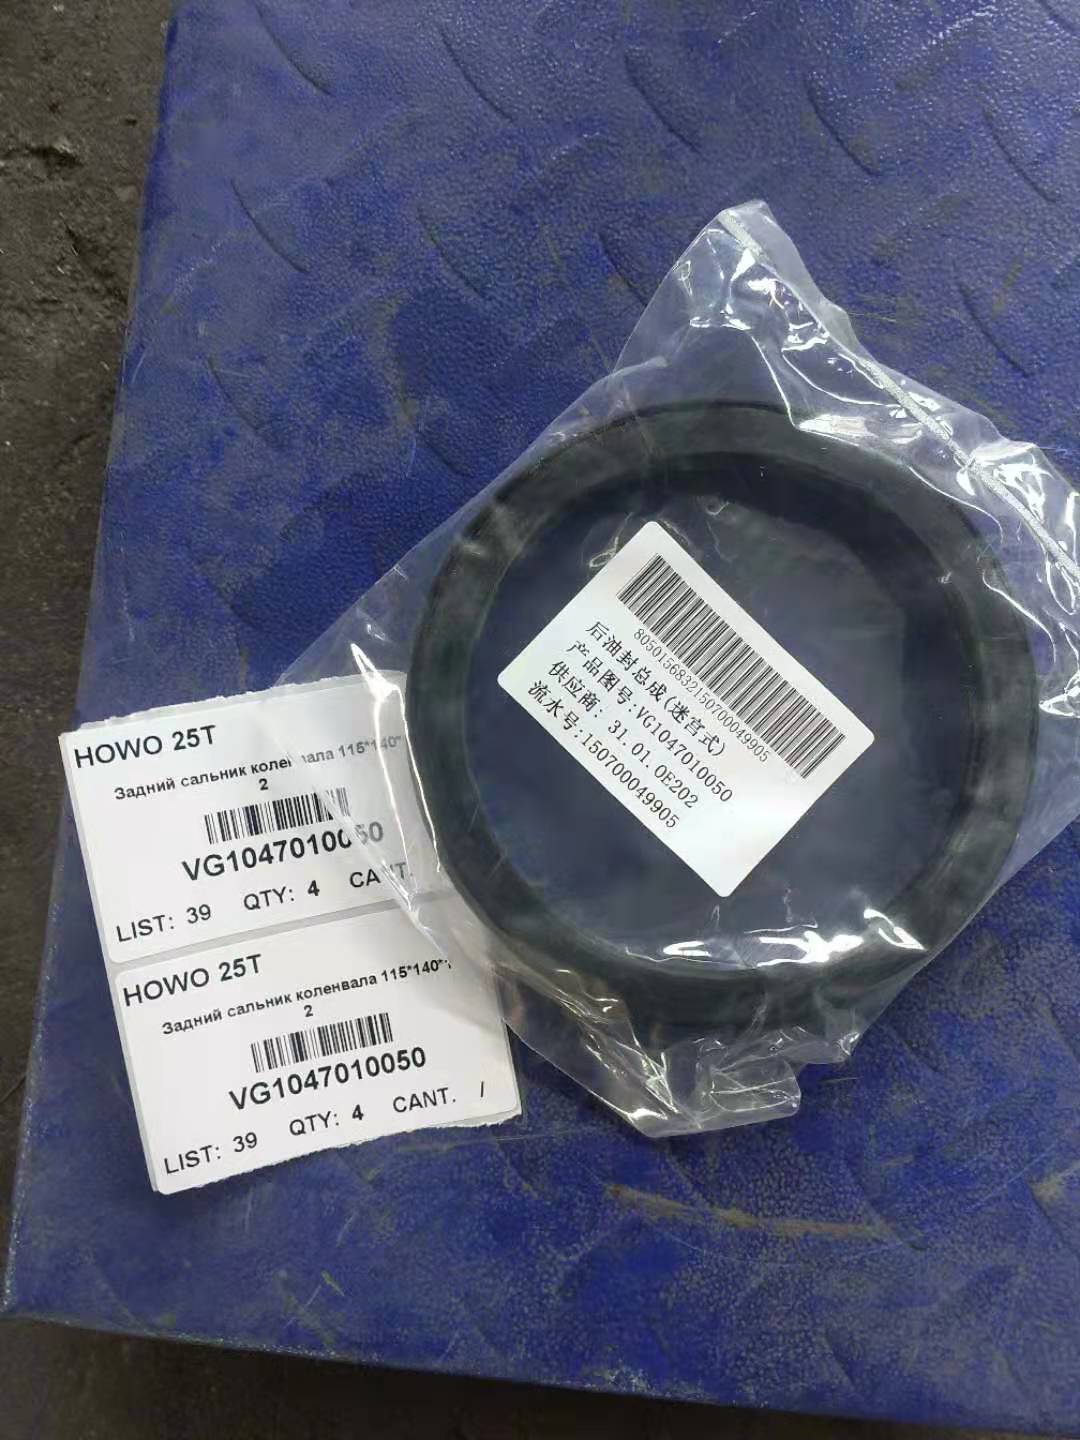 HOWO 25T
Задний сальник коленвала 115*140*
2
VG1047010050
LIST: 39 QTY: 4 CANT.
HOWO 25T
Задний сальник коленвала 115*140*
2
VG1047010050
LIST: 39 QTY: 4 CANT. /
8050156832150700049905
后油封总成(迷宫式)
产品图号:VG1047010050
供应商: 31.01.0E202
流水号:150700049905